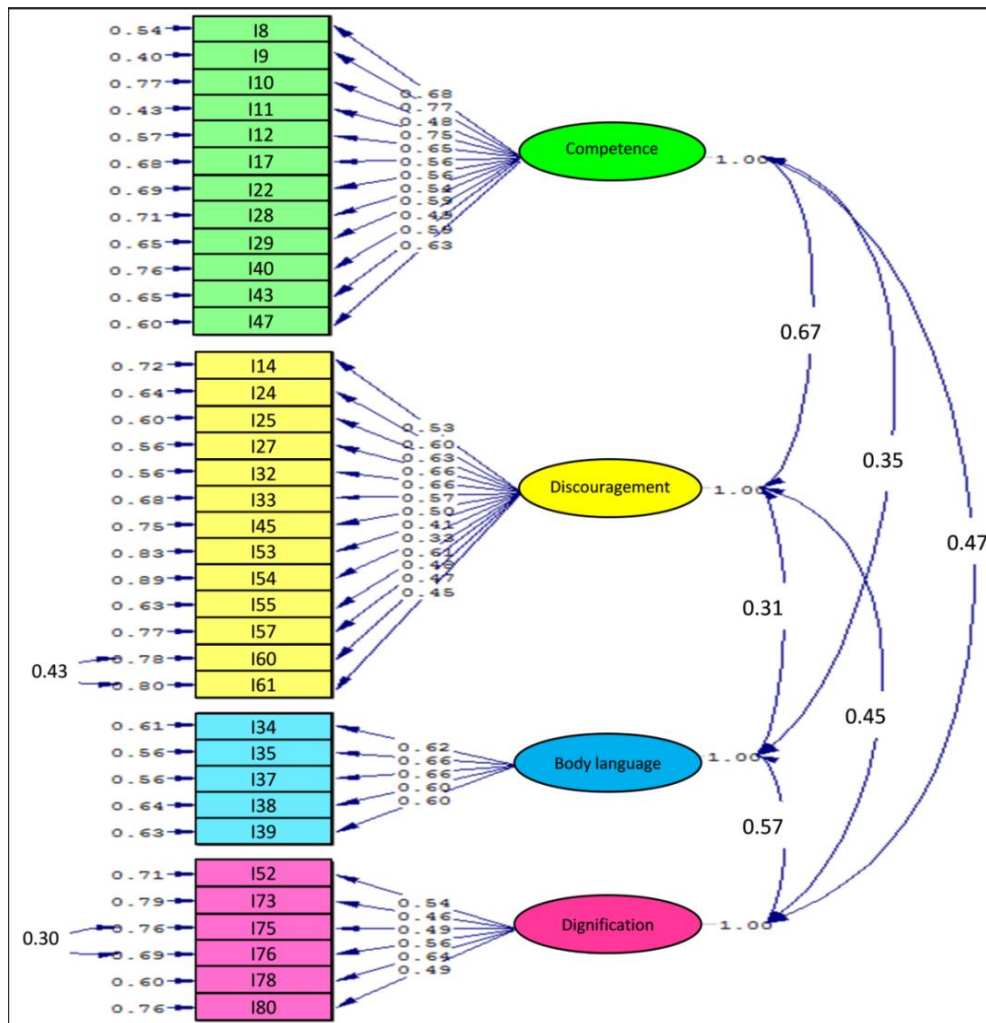 0.54 I8
0.40 I9
0.77 I10
0.43 I11
0.57 I12
0.68 I17
0.69 I22
0.71 I28
0.65 I29
0.76 I40
0.65 I43
0.60 I47
0.68
0.77
0.48
0.75
0.65
0.56
0.56
0.54
0.59
0.49
0.59
0.63
Competence
1.00
0.72 I14
0.64 I24
0.60 I25
0.56 I27
0.56 I32
0.68 I33
0.75 I45
0.83 I53
0.89 I54
0.63 I55
0.77 I57
0.78 I60
0.80 I61
0.43
0.53
0.60
0.63
0.66
0.66
0.57
0.50
0.41
0.33
0.61
0.48
0.47
0.45
Discouragement
1.00
0.61 I34
0.56 I35
0.56 I37
0.64 I38
0.63 I39
0.62
0.66
0.66
0.60
0.60
Body language
1.00
0.71 I52
0.79 I73
0.76 I75
0.69 I76
0.60 I78
0.76 I80
0.30
0.54
0.46
0.49
0.56
0.64
0.49
Dignification
1.00
0.67
0.35
0.47
0.31
0.45
0.57